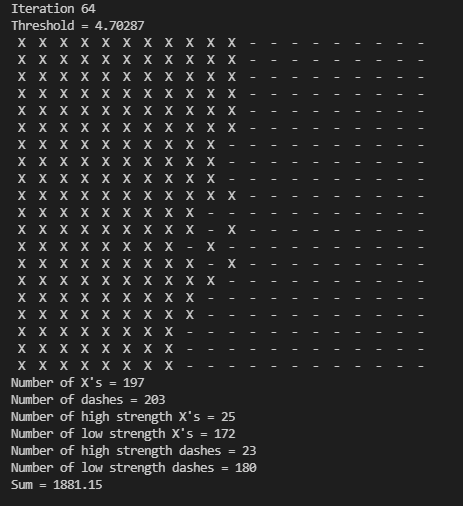 Iteration 64
Threshold = 4.70287
X X X X X X X X X X X - - - - - - - - -
X X X X X X X X X X X - - - - - - - - -
X X X X X X X X X X X - - - - - - - - -
X X X X X X X X X X X - - - - - - - - -
X X X X X X X X X X X - - - - - - - - -
X X X X X X X X X X X - - - - - - - - -
X X X X X X X X X X - - - - - - - - - -
X X X X X X X X X X - - - - - - - - - -
X X X X X X X X X X - - - - - - - - - -
X X X X X X X X X X X - - - - - - - - -
X X X X X X X X X - - - - - - - - - - -
X X X X X X X X X - X - - - - - - - - -
X X X X X X X X - X - - - - - - - - - -
X X X X X X X X X - X - - - - - - - - -
X X X X X X X X X X - - - - - - - - - -
X X X X X X X X X - - - - - - - - - - -
X X X X X X X X X - - - - - - - - - - -
X X X X X X X X - - - - - - - - - - - -
X X X X X X X X - - - - - - - - - - - -
X X X X X X X X - - - - - - - - - - - -
Number of X's = 197
Number of dashes = 203
Number of high strength X's = 25
Number of low strength X's = 172
Number of high strength dashes = 23
Number of low strength dashes = 180
Sum = 1881.15